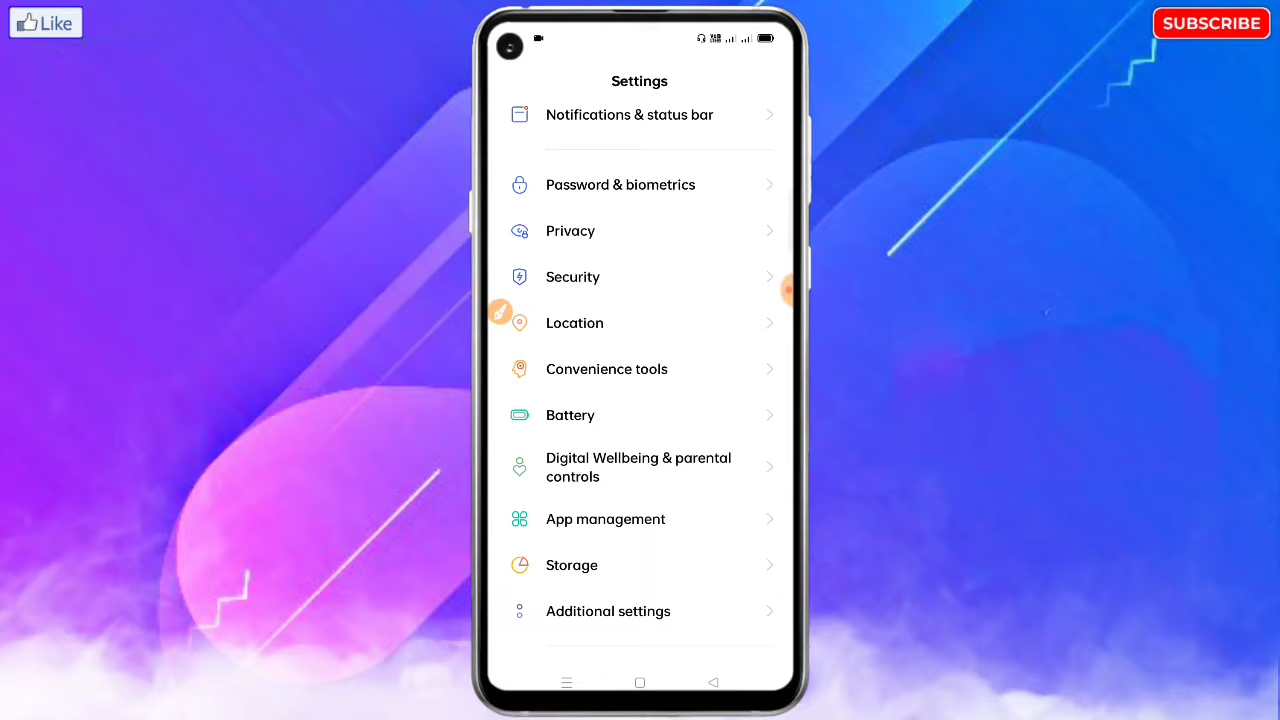 Like
SUBSCRIBE
Settings
Notifications & status bar
Password & biometrics
Privacy
Security
Location
Convenience tools
Battery
Digital Wellbeing & parental
controls
App management
Storage
Additional settings